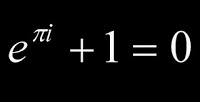 e^{πi} + 1 = 0